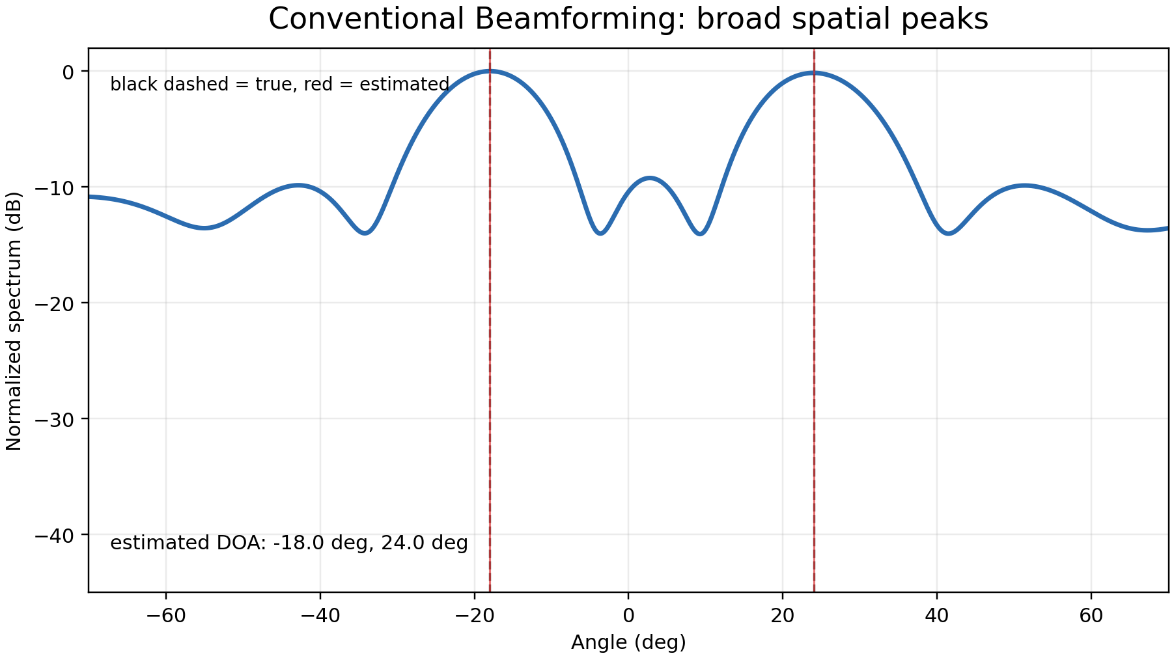 Conventional Beamforming: broad spatial peaks
black dashed = true, red = estimated
estimated DOA: -18.0 deg, 24.0 deg
Normalized spectrum (dB)
0
−10
−20
−30
−40
−60
−40
−20
0
20
40
60
Angle (deg)